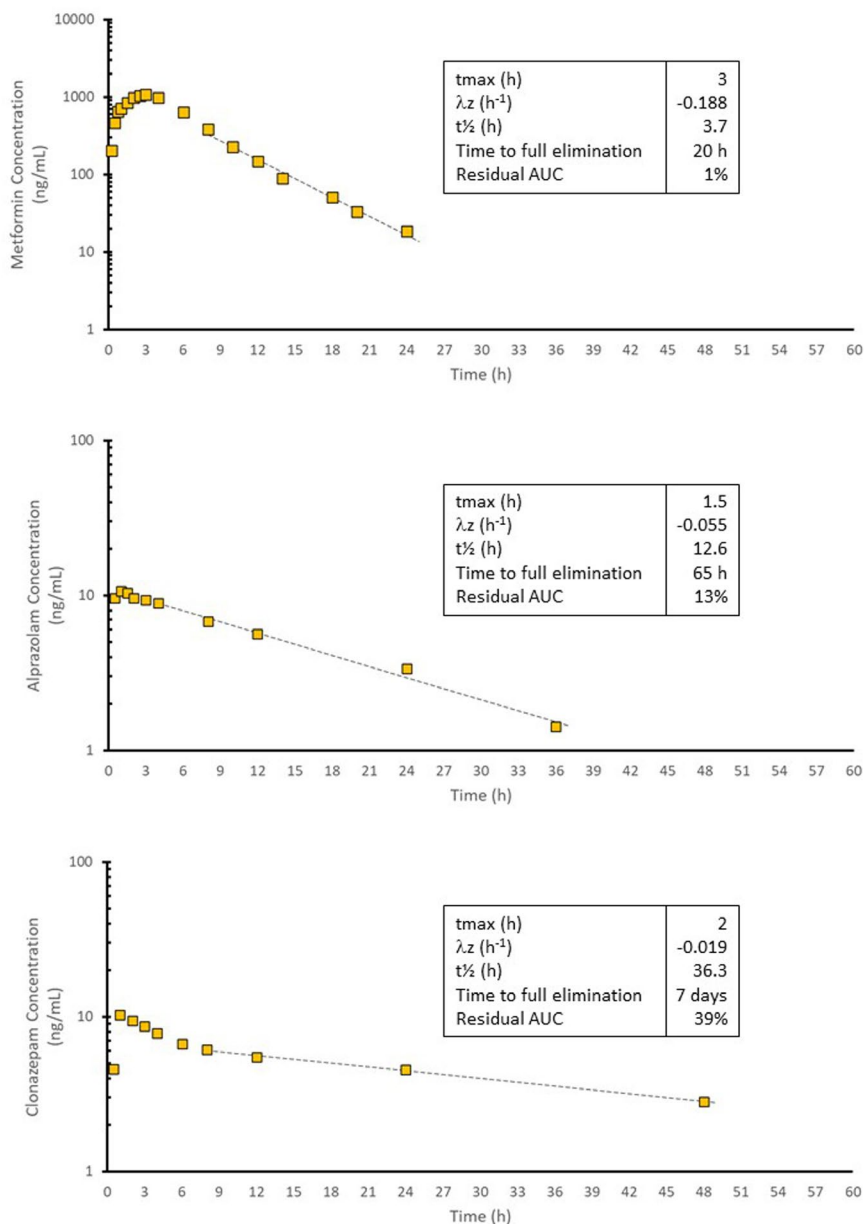 10000
1000
100
10
1
Metformin Concentration
(ng/mL)
tmax (h) 3
λz (h⁻¹) -0.188
t½ (h) 3.7
Time to full elimination 20 h
Residual AUC 1%
0 3 6 9 12 15 18 21 24 27 30 33 36 39 42 45 48 51 54 57 60
Time (h)
100
10
1
Alprazolam Concentration
(ng/mL)
tmax (h) 1.5
λz (h⁻¹) -0.055
t½ (h) 12.6
Time to full elimination 65 h
Residual AUC 13%
0 3 6 9 12 15 18 21 24 27 30 33 36 39 42 45 48 51 54 57 60
Time (h)
100
10
1
Clonazepam Concentration
(ng/mL)
tmax (h) 2
λz (h⁻¹) -0.019
t½ (h) 36.3
Time to full elimination 7 days
Residual AUC 39%
0 3 6 9 12 15 18 21 24 27 30 33 36 39 42 45 48 51 54 57 60
Time (h)